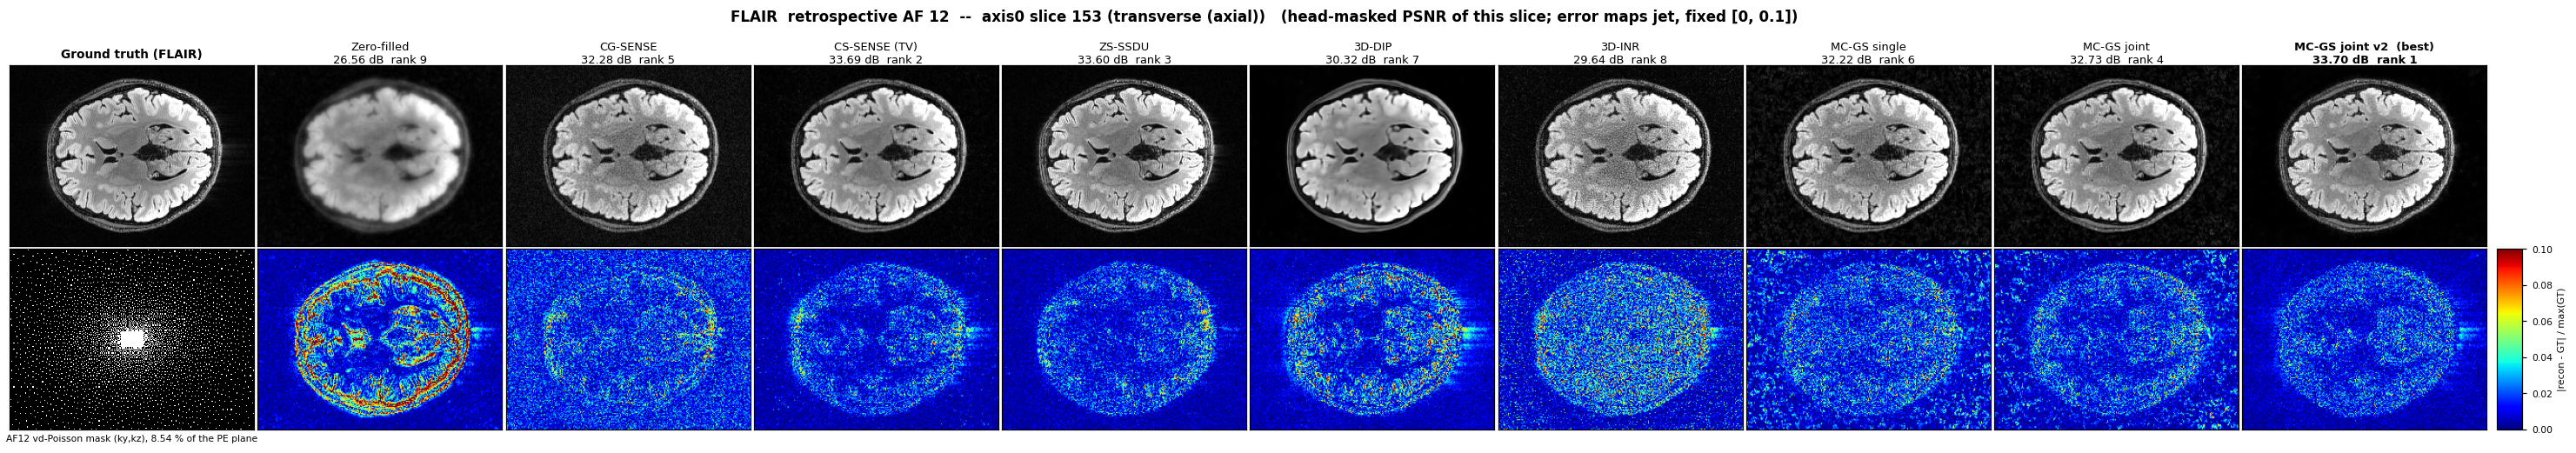 FLAIR retrospective AF 12 -- axis0 slice 153 (transverse (axial)) (head-masked PSNR of this slice; error maps jet, fixed [0, 0.1])
Ground truth (FLAIR)
Zero-filled
26.56 dB rank 9
CG-SENSE
32.28 dB rank 5
CS-SENSE (TV)
33.69 dB rank 2
ZS-SSDU
33.60 dB rank 3
3D-DIP
30.32 dB rank 7
3D-INR
29.64 dB rank 8
MC-GS single
32.22 dB rank 6
MC-GS joint
32.73 dB rank 4
MC-GS joint v2 (best)
33.70 dB rank 1
0.10
0.08
0.06
0.04
0.02
0.00
|recon - GT| / max(GT)
AF12 vd-Poisson mask (ky,kz), 8.54 % of the PE plane